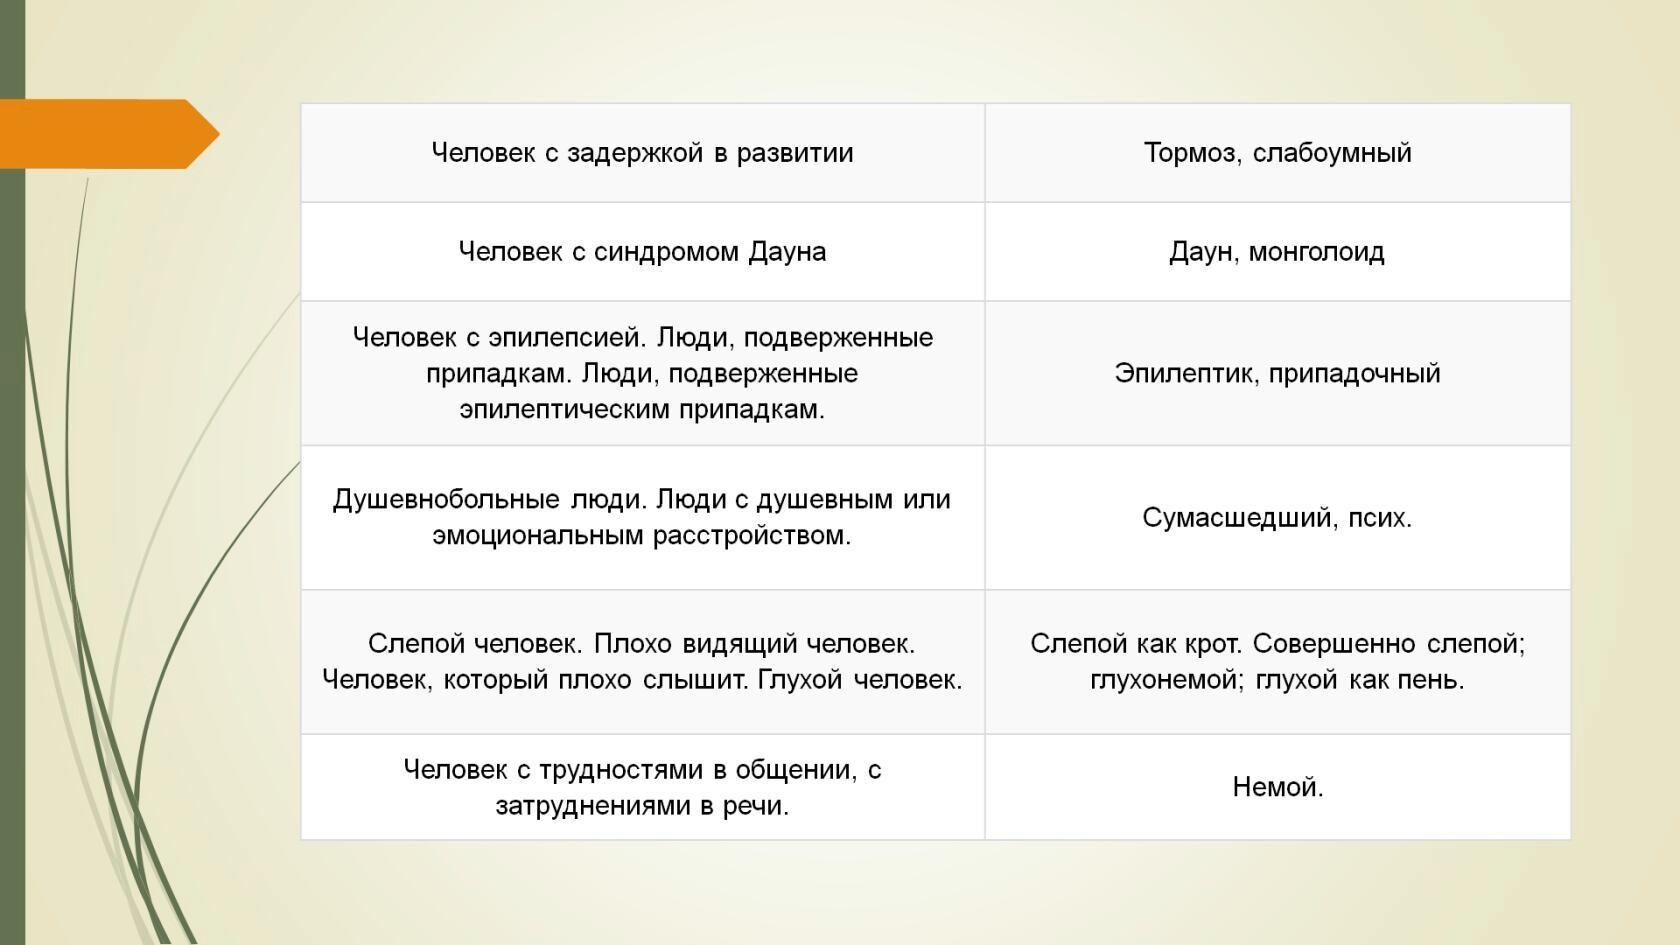 Человек с задержкой в развитии
Тормоз, слабоумный
Человек с синдромом Дауна
Даун, монголоид
Человек с эпилепсией. Люди, подверженные
припадкам. Люди, подверженные
эпилептическим припадкам.
Эпилептик, припадочный
Душевнобольные люди. Люди с душевным или
эмоциональным расстройством.
Сумасшедший, псих.
Слепой человек. Плохо видящий человек.
Человек, который плохо слышит. Глухой человек.
Слепой как крот. Совершенно слепой;
глухонемой; глухой как пень.
Человек с трудностями в общении, с
затруднениями в речи.
Немой.